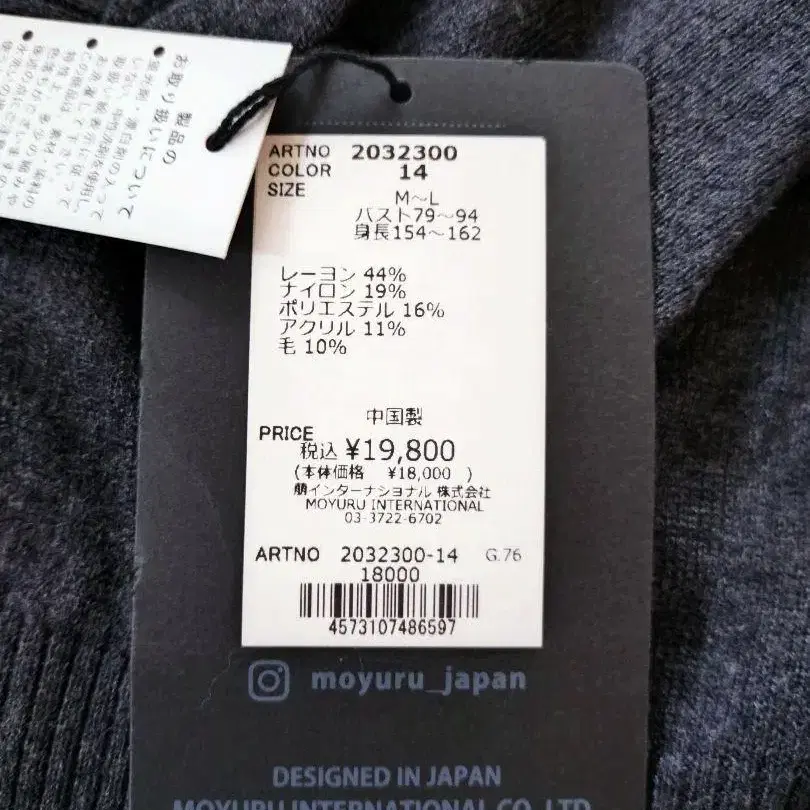 製品の
お取り扱いについて
ARTNO 2032300
COLOR 14
SIZE
M～L
バスト79～94
身長154～162
レーヨン 44%
ナイロン 19%
ポリエステル 16%
アクリル 11%
毛 10%
中国製
PRICE
税込 ¥19,800
(本体価格 ¥18,000 )
萠インターナショナル 株式会社
MOYURU INTERNATIONAL
03-3722-6702
ARTNO 2032300-14 G.76
18000
4573107486597
moyuru_japan
DESIGNED IN JAPAN
MOYURU INTERNATIONAL CO.,LTD.